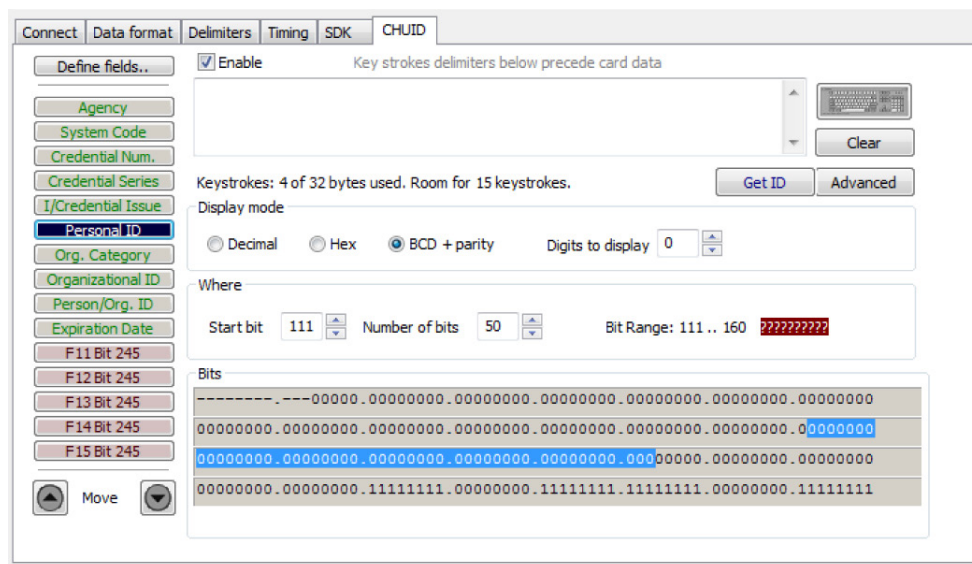 Connect Data format Delimiters Timing SDK CHUID
Define fields..
Enable Key strokes delimiters below precede card data
Agency
System Code
Credential Num.
Clear
Credential Series
Keystrokes: 4 of 32 bytes used. Room for 15 keystrokes. Get ID Advanced
I/Credential Issue
Display mode
Personal ID
Decimal Hex BCD + parity Digits to display 0
Org. Category
Organizational ID
Where
Person/Org. ID
Expiration Date
Start bit 111 Number of bits 50 Bit Range: 111 .. 160 ??????????
F11 Bit 245
F12 Bit 245
Bits
F13 Bit 245
--------.---00000.00000000.00000000.00000000.00000000.00000000.00000000
F14 Bit 245
00000000.00000000.00000000.00000000.00000000.00000000.00000000.00000000
F15 Bit 245
00000000.00000000.00000000.00000000.00000000.00000000.00000000.00000000
Move
00000000.00000000.11111111.00000000.11111111.11111111.00000000.11111111